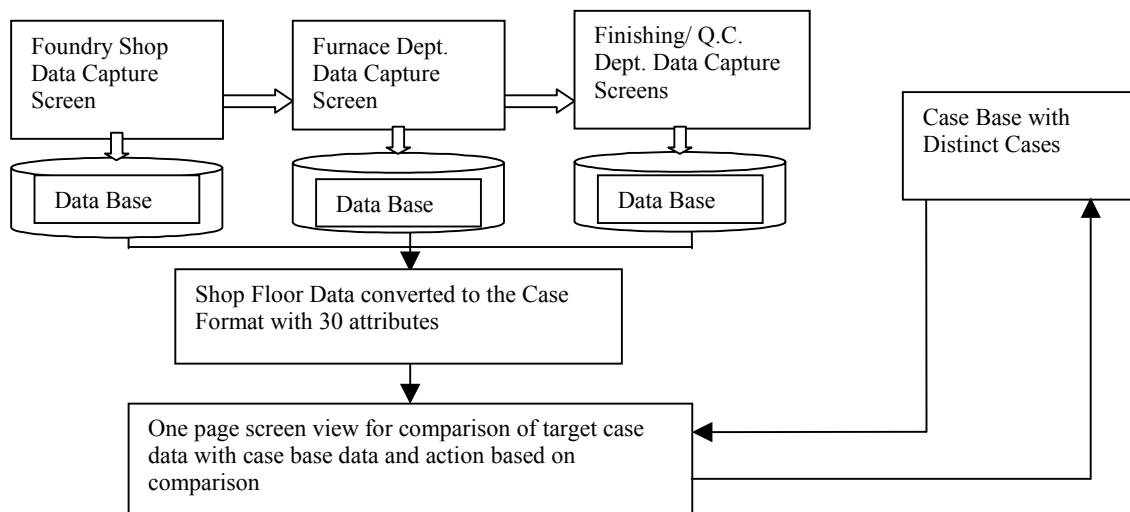 Foundry Shop
Data Capture
Screen
Furnace Dept.
Data Capture
Screen
Finishing/ Q.C.
Dept. Data Capture
Screens
Case Base with
Distinct Cases
Data Base
Data Base
Data Base
Shop Floor Data converted to the Case
Format with 30 attributes
One page screen view for comparison of target case
data with case base data and action based on
comparison